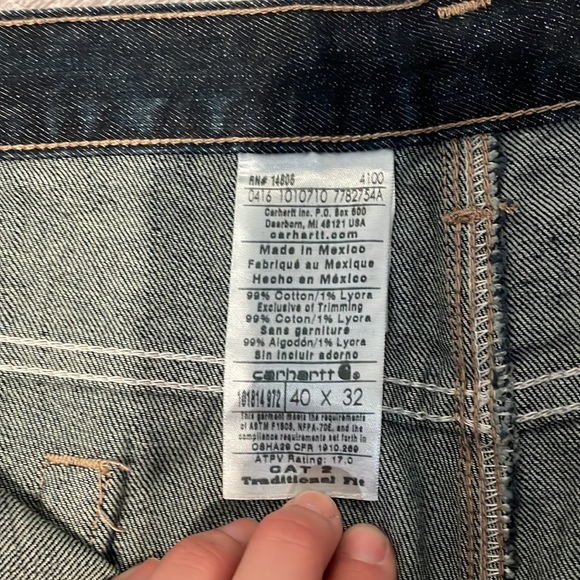 RN# 14806 4100
0416 1010710 7782754A
Carhartt Inc. P.O. Box 600
Dearborn, MI 48121 USA
carhartt.com
Made in Mexico
Fabriqué au Mexique
Hecho en México
99% Cotton/1% Lycra
Exclusive of Trimming
99% Coton/1% Lycra
Sans garniture
99% Algodón/1% Lycra
Sin incluir adorno
carhartt
101814 972 40 X 32
This garment meets the requirements
of ASTM F1506, NFPA-70E, and the
compliance requirements set forth in
OSHA29 CFR 1910.269
ATPV Rating: 17.0
CAT 2
Traditional Fit